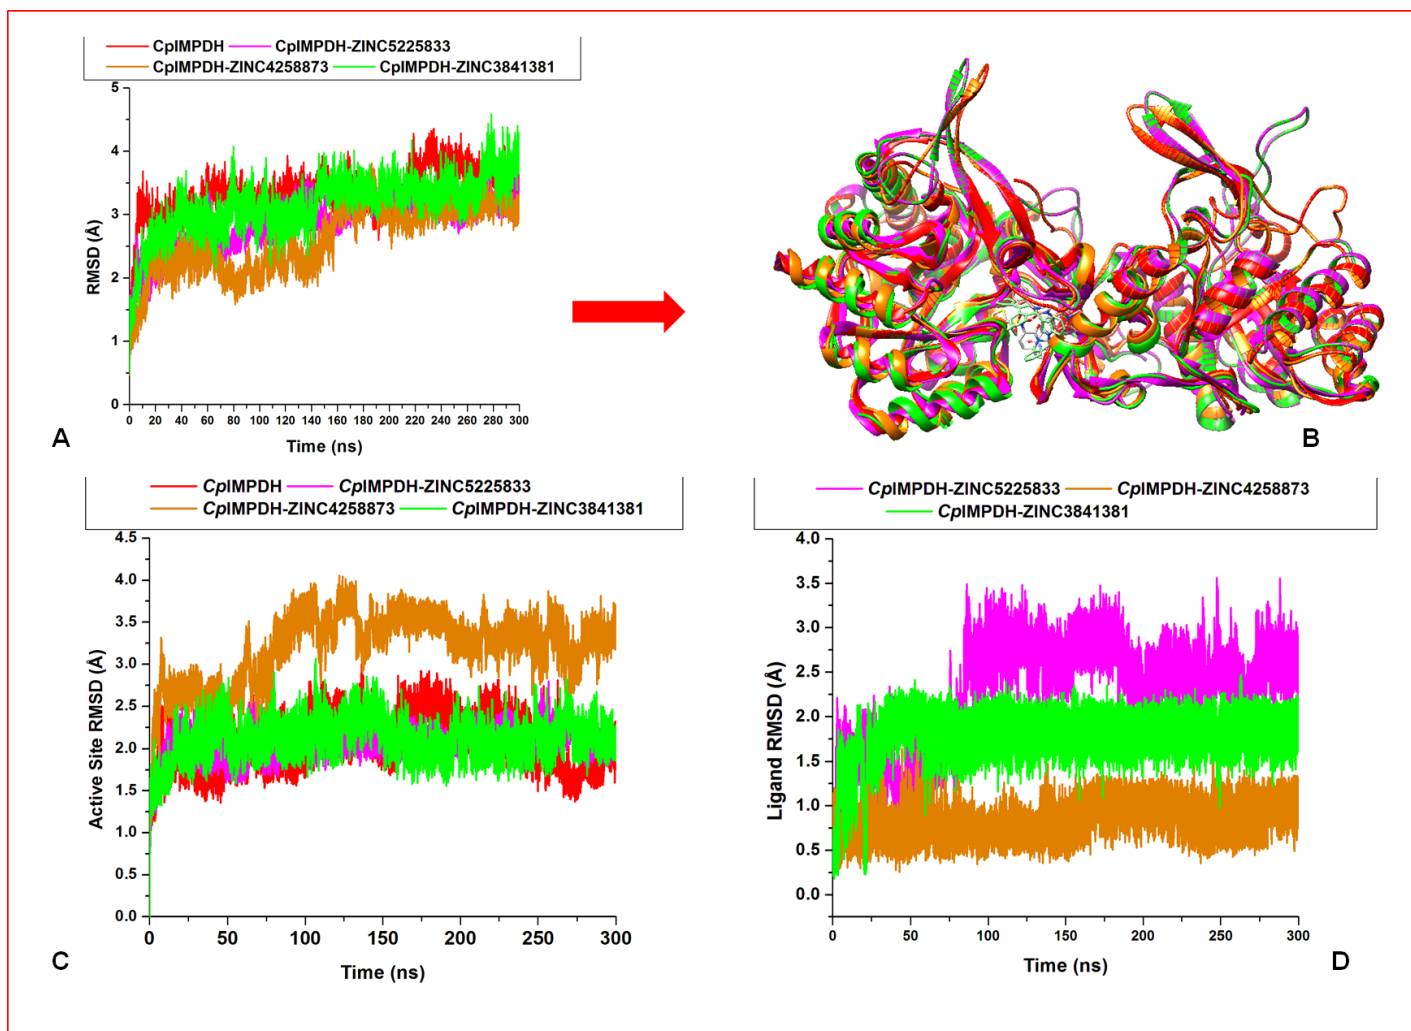 CpIMPDH CpIMPDH-ZINC5225833
CpIMPDH-ZINC4258873 CpIMPDH-ZINC3841381
5
4
3
2
1
0
RMSD (Å)
0 20 40 60 80 100 120 140 160 180 200 220 240 260 280 300
Time (ns)
A
B
CpIMPDH CpIMPDH-ZINC5225833
CpIMPDH-ZINC4258873 CpIMPDH-ZINC3841381
4.5
4.0
3.5
3.0
2.5
2.0
1.5
1.0
0.5
0.0
Active Site RMSD (Å)
0 50 100 150 200 250 300
Time (ns)
C
CpIMPDH-ZINC5225833 CpIMPDH-ZINC4258873
CpIMPDH-ZINC3841381
4.0
3.5
3.0
2.5
2.0
1.5
1.0
0.5
0.0
Ligand RMSD (Å)
0 50 100 150 200 250 300
Time (ns)
D